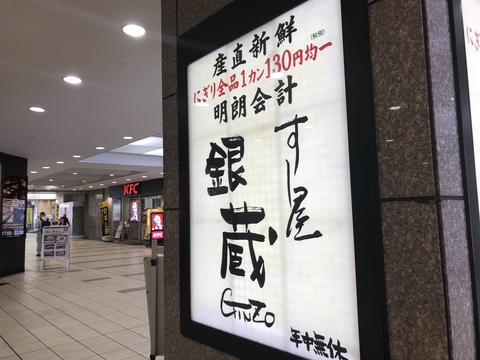 産直新鮮
にぎり全品1カン130円均一
(税別)
明朗会計
すし屋
銀蔵
GINZO
年中無休
KFC
KFC